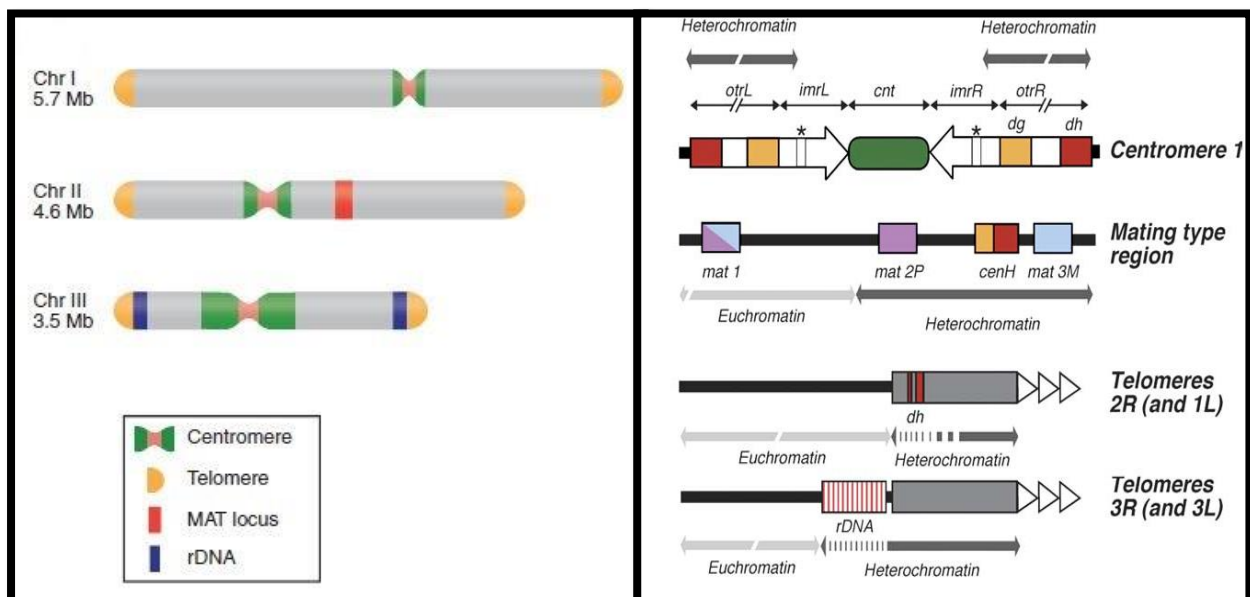 Chr I
5.7 Mb
Chr II
4.6 Mb
Chr III
3.5 Mb
Centromere
Telomere
MAT locus
rDNA
Heterochromatin Heterochromatin
otrL imrL cnt imrR otrR
* * dg dh
Centromere 1
Mating type
region
mat 1 mat 2P cenH mat 3M
Euchromatin Heterochromatin
Telomeres
2R (and 1L)
dh
Euchromatin Heterochromatin
Telomeres
3R (and 3L)
rDNA
Euchromatin Heterochromatin